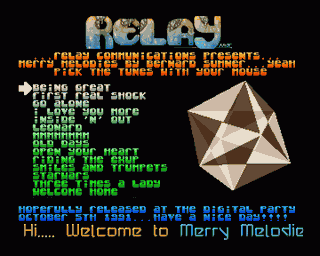 RELAY
RELAY COMMUNICATIONS PRESENTS..
MERRY MELODIES BY BERNARD SUMNER...YEAH
PICK THE TUNES WITH YOUR MOUSE
BEING GREAT
FIRST REAL SHOCK
GO ALONE
I LOVE YOU MORE
INSIDE 'N' OUT
LEONARD
MMMMMMM
OLD DAYS
OPEN YOUR HEART
RIDING THE EXUP
SMILES AND TRUMPETS
STARWARS
THREE TIMES A LADY
WELCOME HOME
HOPEFULLY RELEASED AT THE DIGITAL PARTY
OCTOBER 5TH 1991...HAVE A NICE DAY!!!!
Hi..... Welcome to Merry Melodie